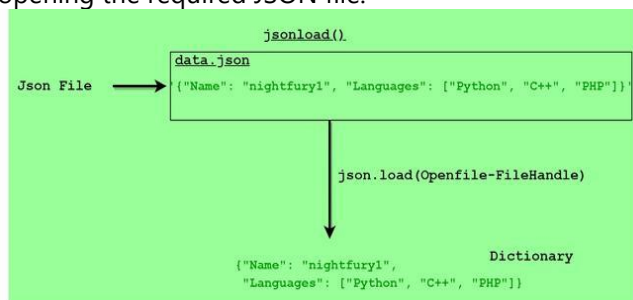 opening the required JSON file.
jsonload()
data.json
Json File
'{"Name": "nightfury1", "Languages": ["Python", "C++", "PHP"]}'
json.load(Openfile-FileHandle)
Dictionary
{"Name": "nightfury1",
"Languages": ["Python", "C++", "PHP"]}